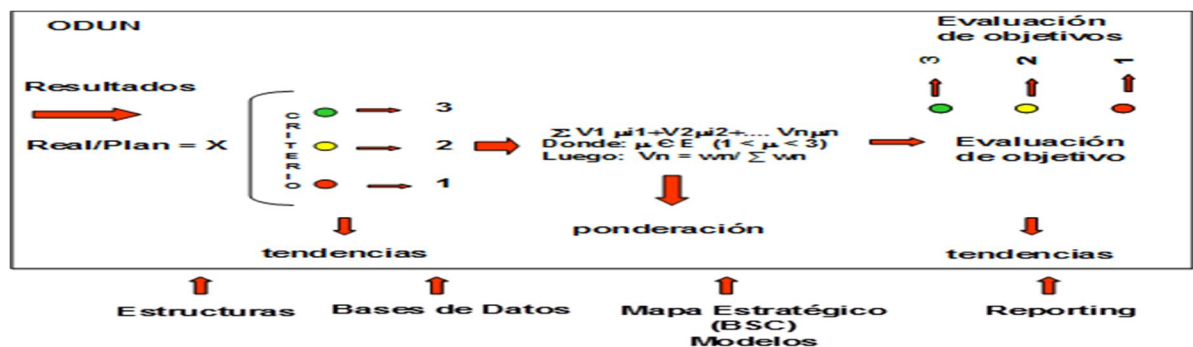 ODUN
Evaluación
de objetivos
3
2
1
Resultados
Real/Plan = X
CRITERIO
3
2
1
∑ V1 µi1+V2µi2+.... Vnµn
Donde: µ Є E (1 < µ < 3)
Luego: Vn = wn/ ∑ wn
Evaluación
de objetivo
ponderación
tendencias
tendencias
Estructuras
Bases de Datos
Mapa Estratégico
(BSC)
Modelos
Reporting